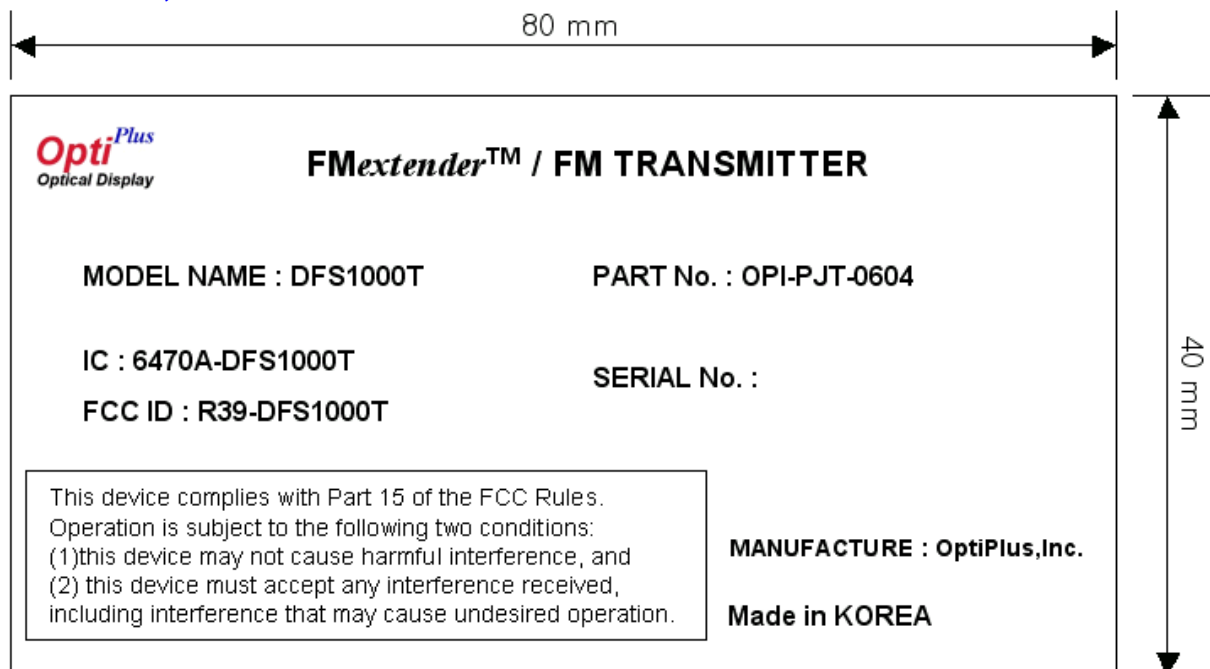 80 mm
Opti Plus
Optical Display
FMextender™ / FM TRANSMITTER
MODEL NAME : DFS1000T
PART No. : OPI-PJT-0604
IC : 6470A-DFS1000T
SERIAL No. :
FCC ID : R39-DFS1000T
40 mm
This device complies with Part 15 of the FCC Rules.
Operation is subject to the following two conditions:
(1)this device may not cause harmful interference, and
(2) this device must accept any interference received,
including interference that may cause undesired operation.
MANUFACTURE : OptiPlus,Inc.
Made in KOREA